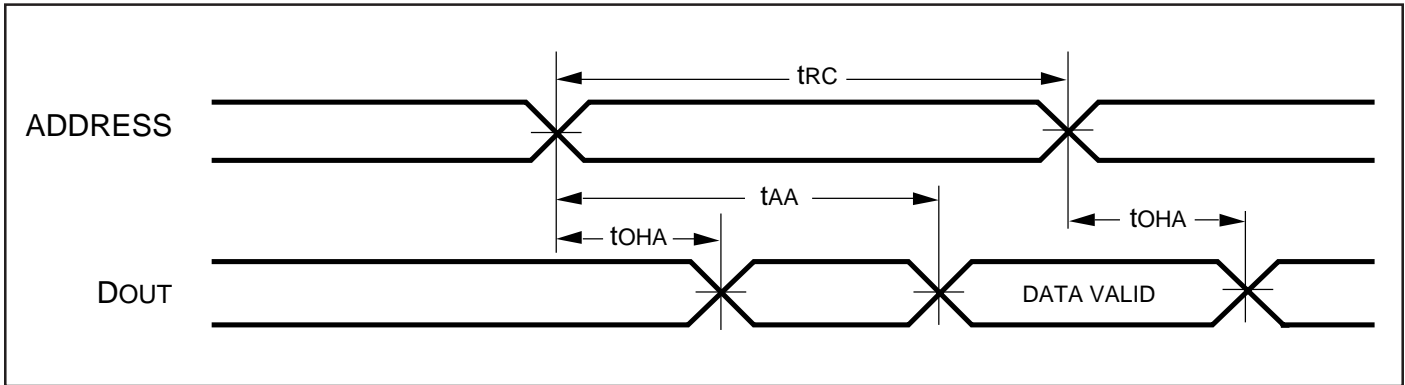 tRC
ADDRESS
tAA
tOHA
tOHA
DOUT
DATA VALID